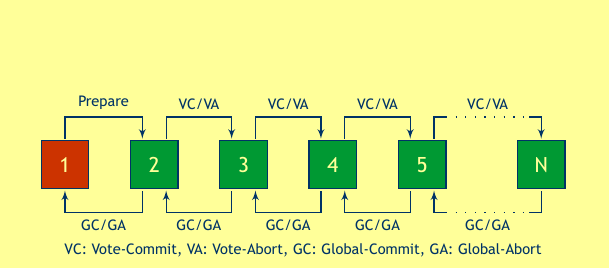 Prepare
VC/VA VC/VA VC/VA VC/VA
1 2 3 4 5 N
GC/GA GC/GA GC/GA GC/GA GC/GA
VC: Vote-Commit, VA: Vote-Abort, GC: Global-Commit, GA: Global-Abort